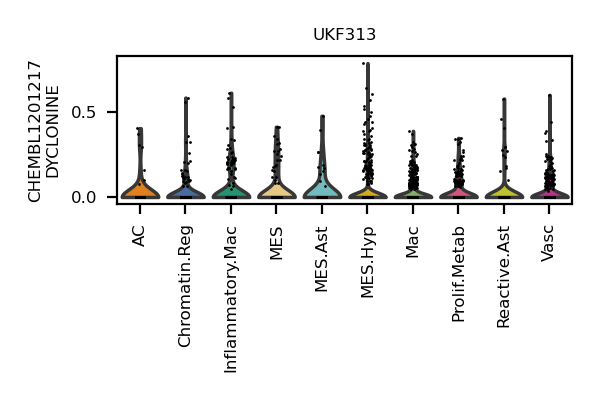 UKF313
CHEMBL1201217
DYCLONINE
0.5
0.0
AC
Chromatin.Reg
Inflammatory.Mac
MES
MES.Ast
MES.Hyp
Mac
Prolif.Metab
Reactive.Ast
Vasc